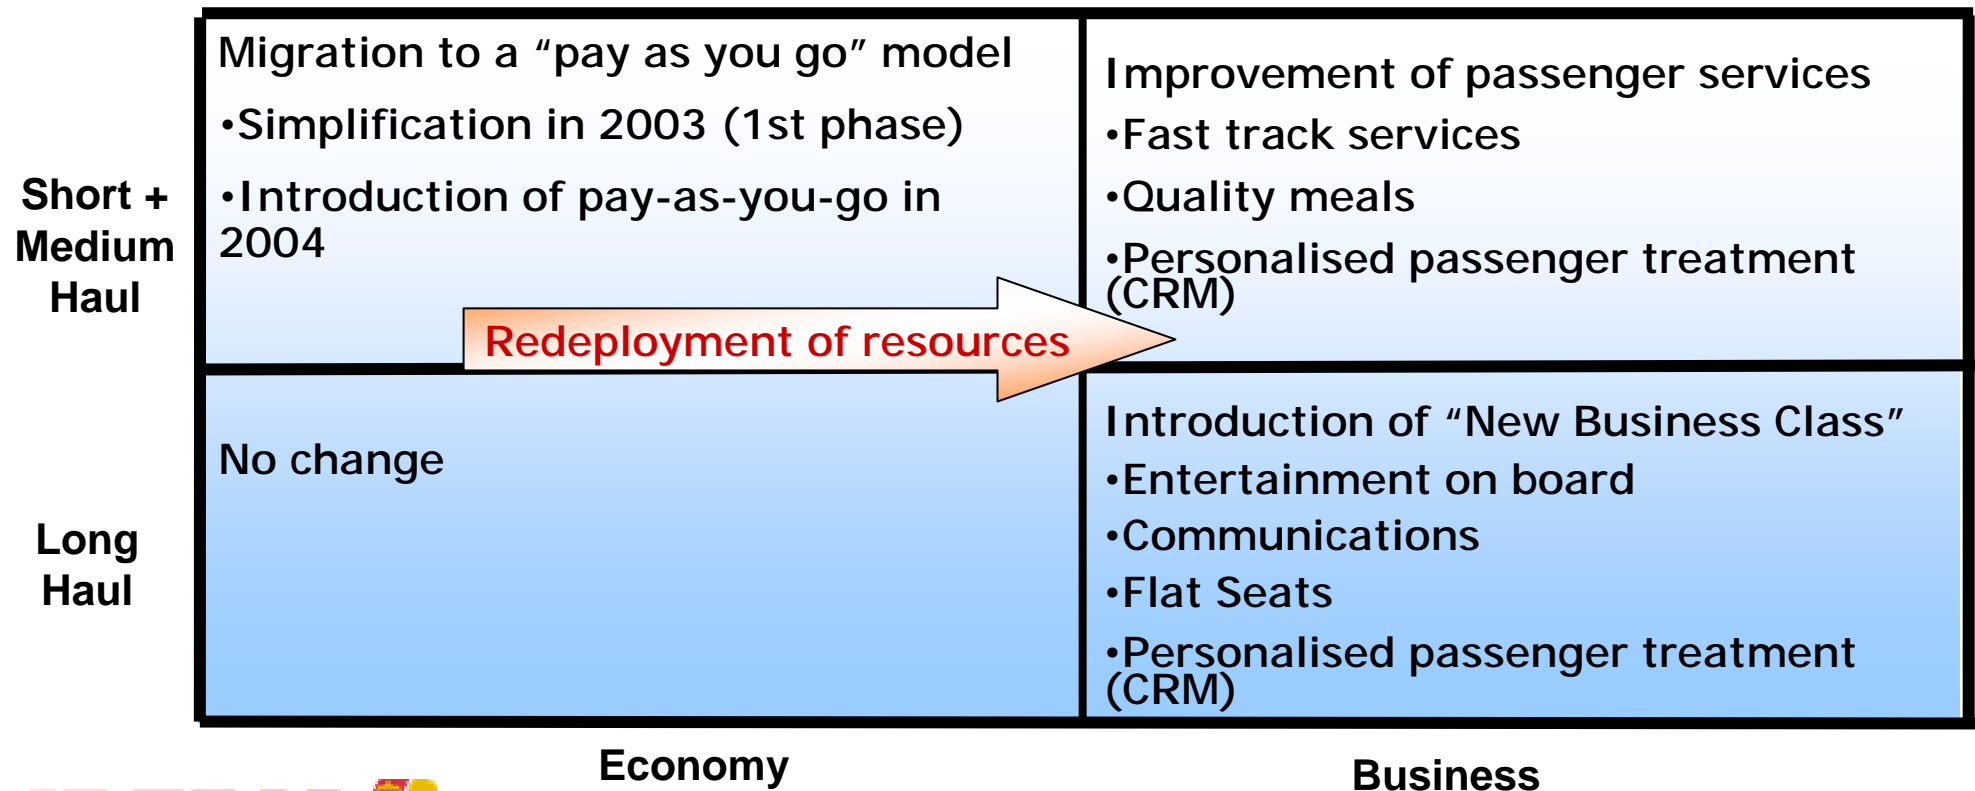 Short +
Medium
Haul
Migration to a “pay as you go” model
•Simplification in 2003 (1st phase)
•Introduction of pay-as-you-go in
2004
Improvement of passenger services
•Fast track services
•Quality meals
•Personalised passenger treatment
(CRM)
Redeployment of resources
Long
Haul
No change
Introduction of “New Business Class”
•Entertainment on board
•Communications
•Flat Seats
•Personalised passenger treatment
(CRM)
Economy
Business